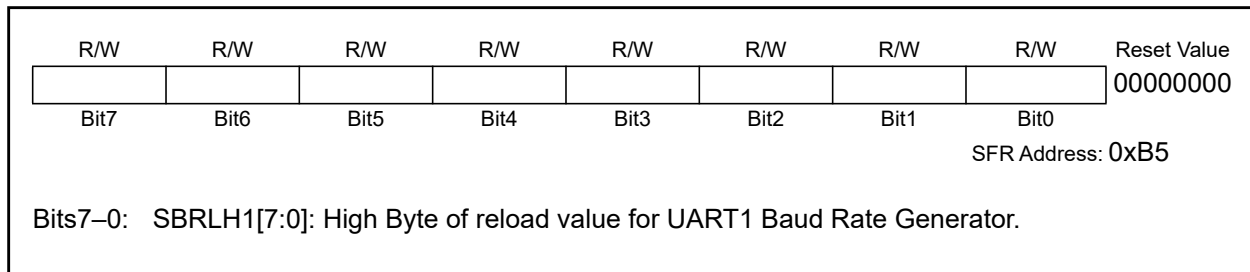 R/W R/W R/W R/W R/W R/W R/W R/W Reset Value
00000000
Bit7 Bit6 Bit5 Bit4 Bit3 Bit2 Bit1 Bit0
SFR Address: 0xB5
Bits7–0: SBRLH1[7:0]: High Byte of reload value for UART1 Baud Rate Generator.